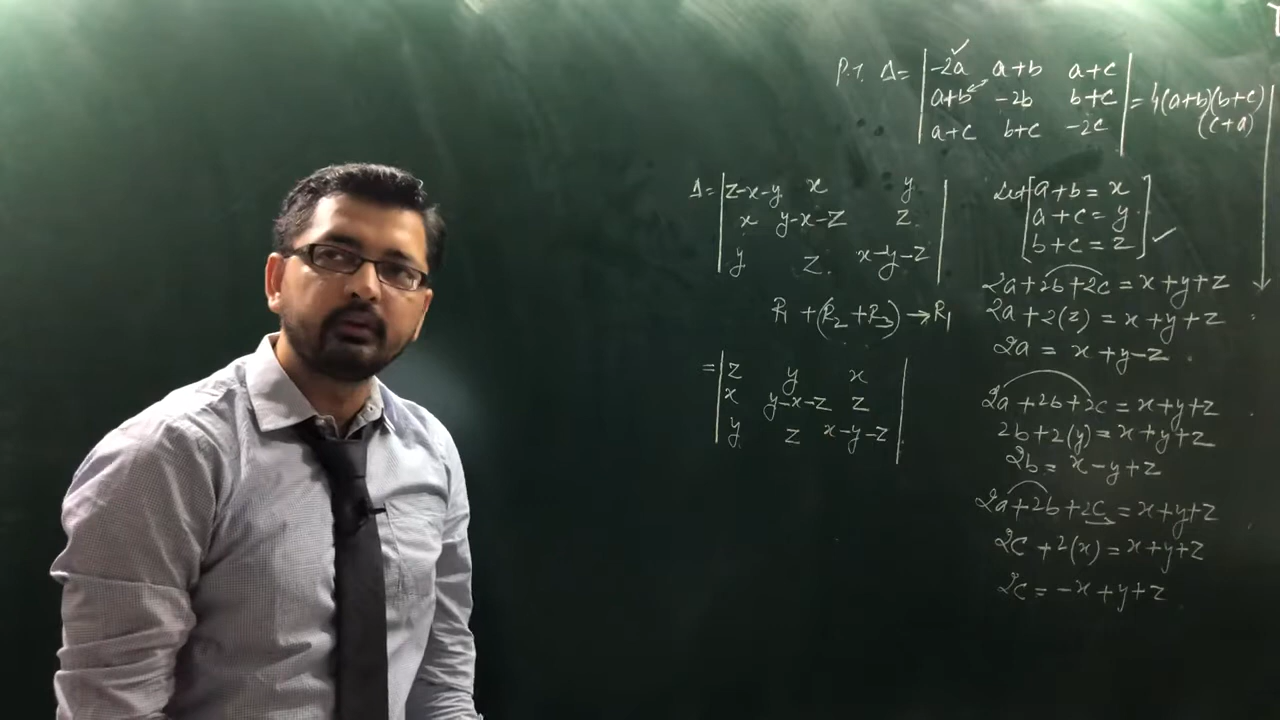 P.T. Δ = | -2a a+b a+c |
| a+b -2b b+c | = 4(a+b)(b+c)
| a+c b+c -2c | (c+a)
Δ = | z-x-y x y |
| x y-x-z z |
| y z x-y-z |
R1 + (R2 + R3) → R1
= | z y x |
| x y-x-z z |
| y z x-y-z |
Let [ a+b = x ]
[ a+c = y ]
[ b+c = z ] ✓
2a+2b+2c = x+y+z
2a+2(z) = x+y+z
2a = x+y-z
2a+2b+2c = x+y+z
2b+2(y) = x+y+z
2b = x-y+z
2a+2b+2c = x+y+z
2c+2(x) = x+y+z
2c = -x+y+z